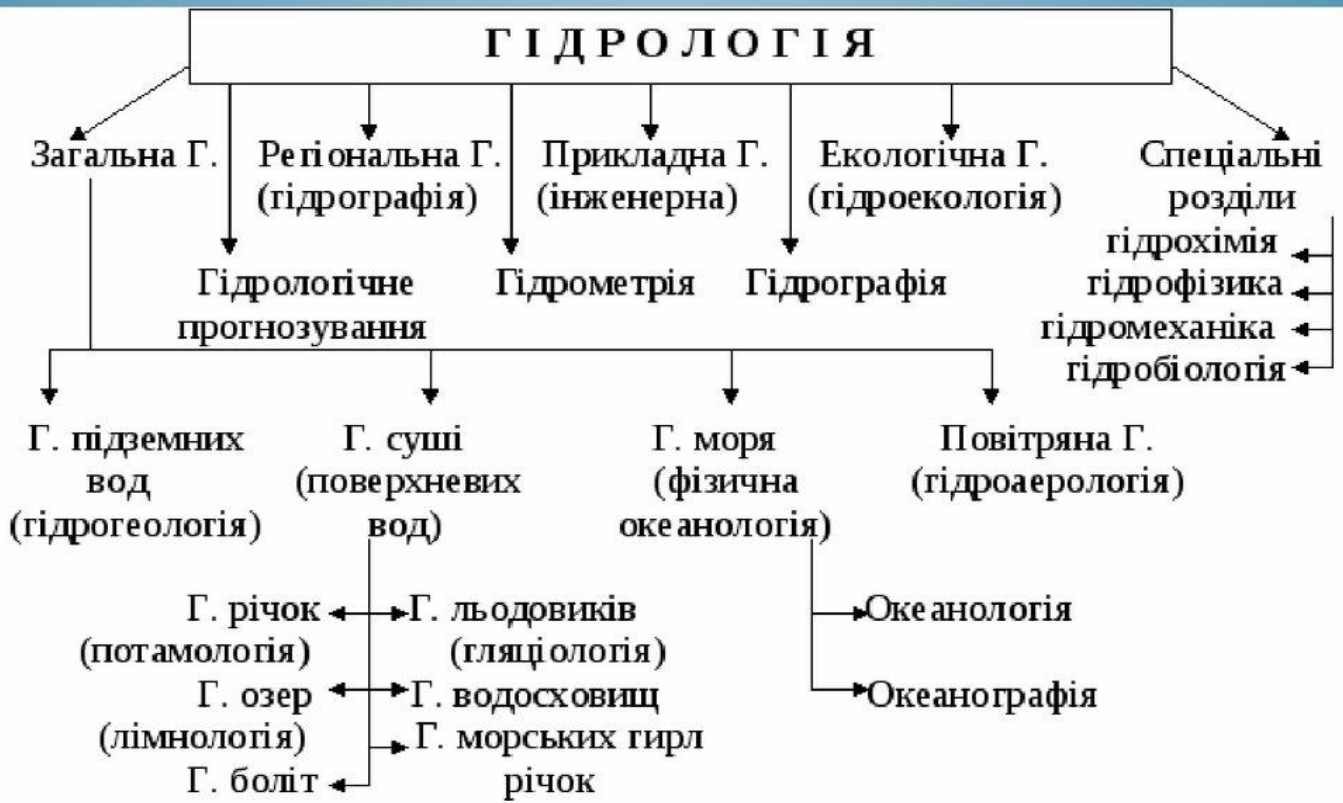 ГІДРОЛОГІЯ
Загальна Г.
Регіональна Г.
(гідрографія)
Прикладна Г.
(інженерна)
Екологічна Г.
(гідроекологія)
Спеціальні
розділи
гідрохімія
гідрофізика
гідромеханіка
гідробіологія
Гідрологічне
прогнозування
Гідрометрія
Гідрографія
Г. підземних
вод
(гідрогеологія)
Г. суші
(поверхневих
вод)
Г. моря
(фізична
океанологія)
Повітряна Г.
(гідроаерологія)
Г. річок
(потамологія)
Г. озер
(лімнологія)
Г. боліт
Г. льодовиків
(гляціологія)
Г. водосховищ
Г. морських гирл
річок
Океанологія
Океанографія